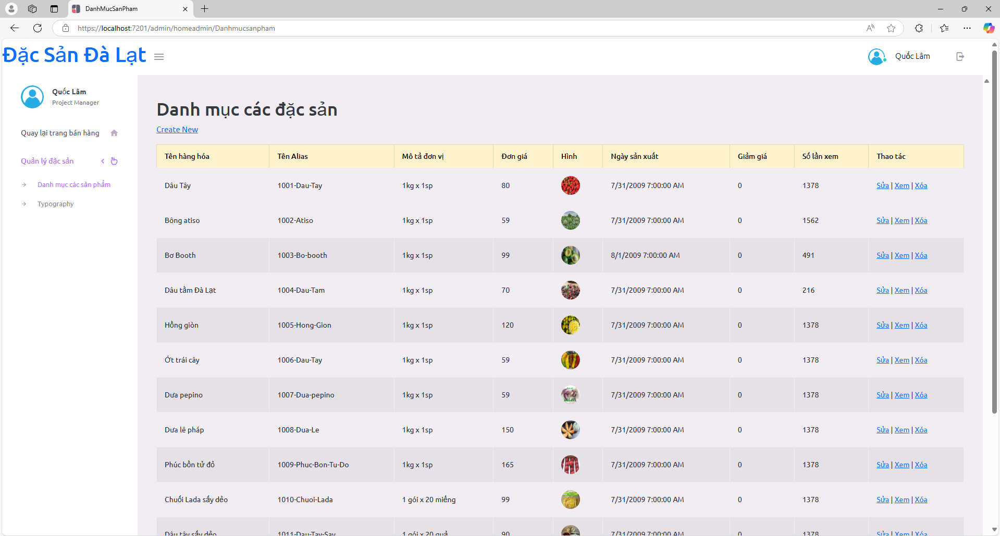 DanhMucSanPham
https://localhost:7201/admin/homeadmin/Danhmucsanpham
Đặc Sản Đà Lạt
Quốc Lâm
Quốc Lâm
Project Manager
Quay lại trang bán hàng
Quản lý đặc sản
Danh mục các sản phẩm
Typography
Danh mục các đặc sản
Create New
Tên hàng hóa Tên Alias Mô tả đơn vị Đơn giá Hình Ngày sản xuất Giảm giá Số lần xem Thao tác
Dâu Tây 1001-Dau-Tay 1kg x 1sp 80 7/31/2009 7:00:00 AM 0 1378 Sửa | Xem | Xóa
Bông atiso 1002-Atiso 1kg x 1sp 59 7/31/2009 7:00:00 AM 0 1562 Sửa | Xem | Xóa
Bơ Booth 1003-Bo-booth 1kg x 1sp 99 8/1/2009 7:00:00 AM 0 491 Sửa | Xem | Xóa
Dâu tằm Đà Lạt 1004-Dau-Tam 1kg x 1sp 70 7/31/2009 7:00:00 AM 0 216 Sửa | Xem | Xóa
Hồng giòn 1005-Hong-Gion 1kg x 1sp 120 7/31/2009 7:00:00 AM 0 1378 Sửa | Xem | Xóa
Ớt trái cây 1006-Dau-Tay 1kg x 1sp 59 7/31/2009 7:00:00 AM 0 1378 Sửa | Xem | Xóa
Dưa pepino 1007-Dua-pepino 1kg x 1sp 59 7/31/2009 7:00:00 AM 0 1378 Sửa | Xem | Xóa
Dưa lê pháp 1008-Dua-Le 1kg x 1sp 150 7/31/2009 7:00:00 AM 0 1378 Sửa | Xem | Xóa
Phúc bồn tử đỏ 1009-Phuc-Bon-Tu-Do 1kg x 1sp 165 7/31/2009 7:00:00 AM 0 1378 Sửa | Xem | Xóa
Chuối Lada sấy dẻo 1010-Chuoi-Lada 1 gói x 20 miếng 99 7/31/2009 7:00:00 AM 0 1378 Sửa | Xem | Xóa
Dâu tây sấy dẻo 1011-Dau-Tay-Say 1 gói x 20 quả 90 7/31/2009 7:00:00 AM 0 1378 Sửa | Xem | Xóa